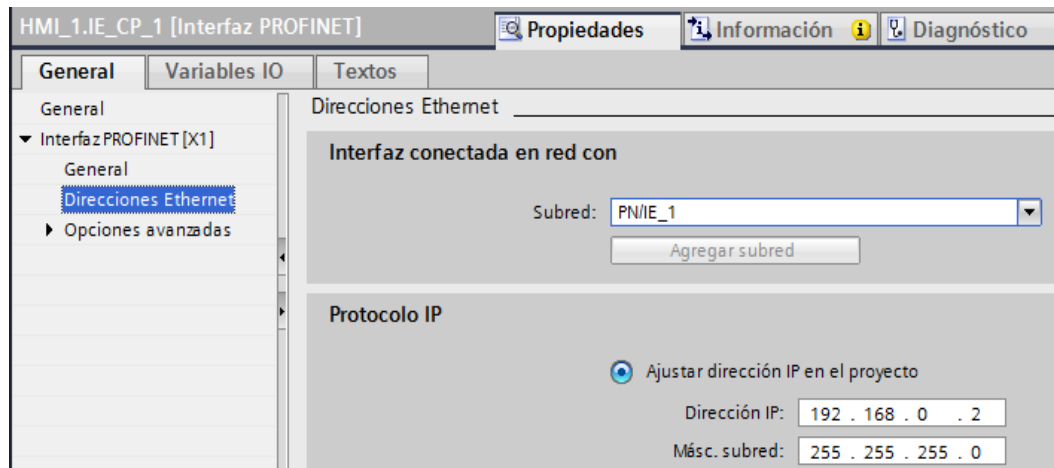 HMI_1.IE_CP_1 [Interfaz PROFINET]
Propiedades
Información
Diagnóstico
General
Variables IO
Textos
General
Interfaz PROFINET [X1]
General
Direcciones Ethernet
Opciones avanzadas
Direcciones Ethernet
Interfaz conectada en red con
Subred: PN/IE_1
Agregar subred
Protocolo IP
Ajustar dirección IP en el proyecto
Dirección IP: 192 . 168 . 0 . 2
Másc. subred: 255 . 255 . 255 . 0